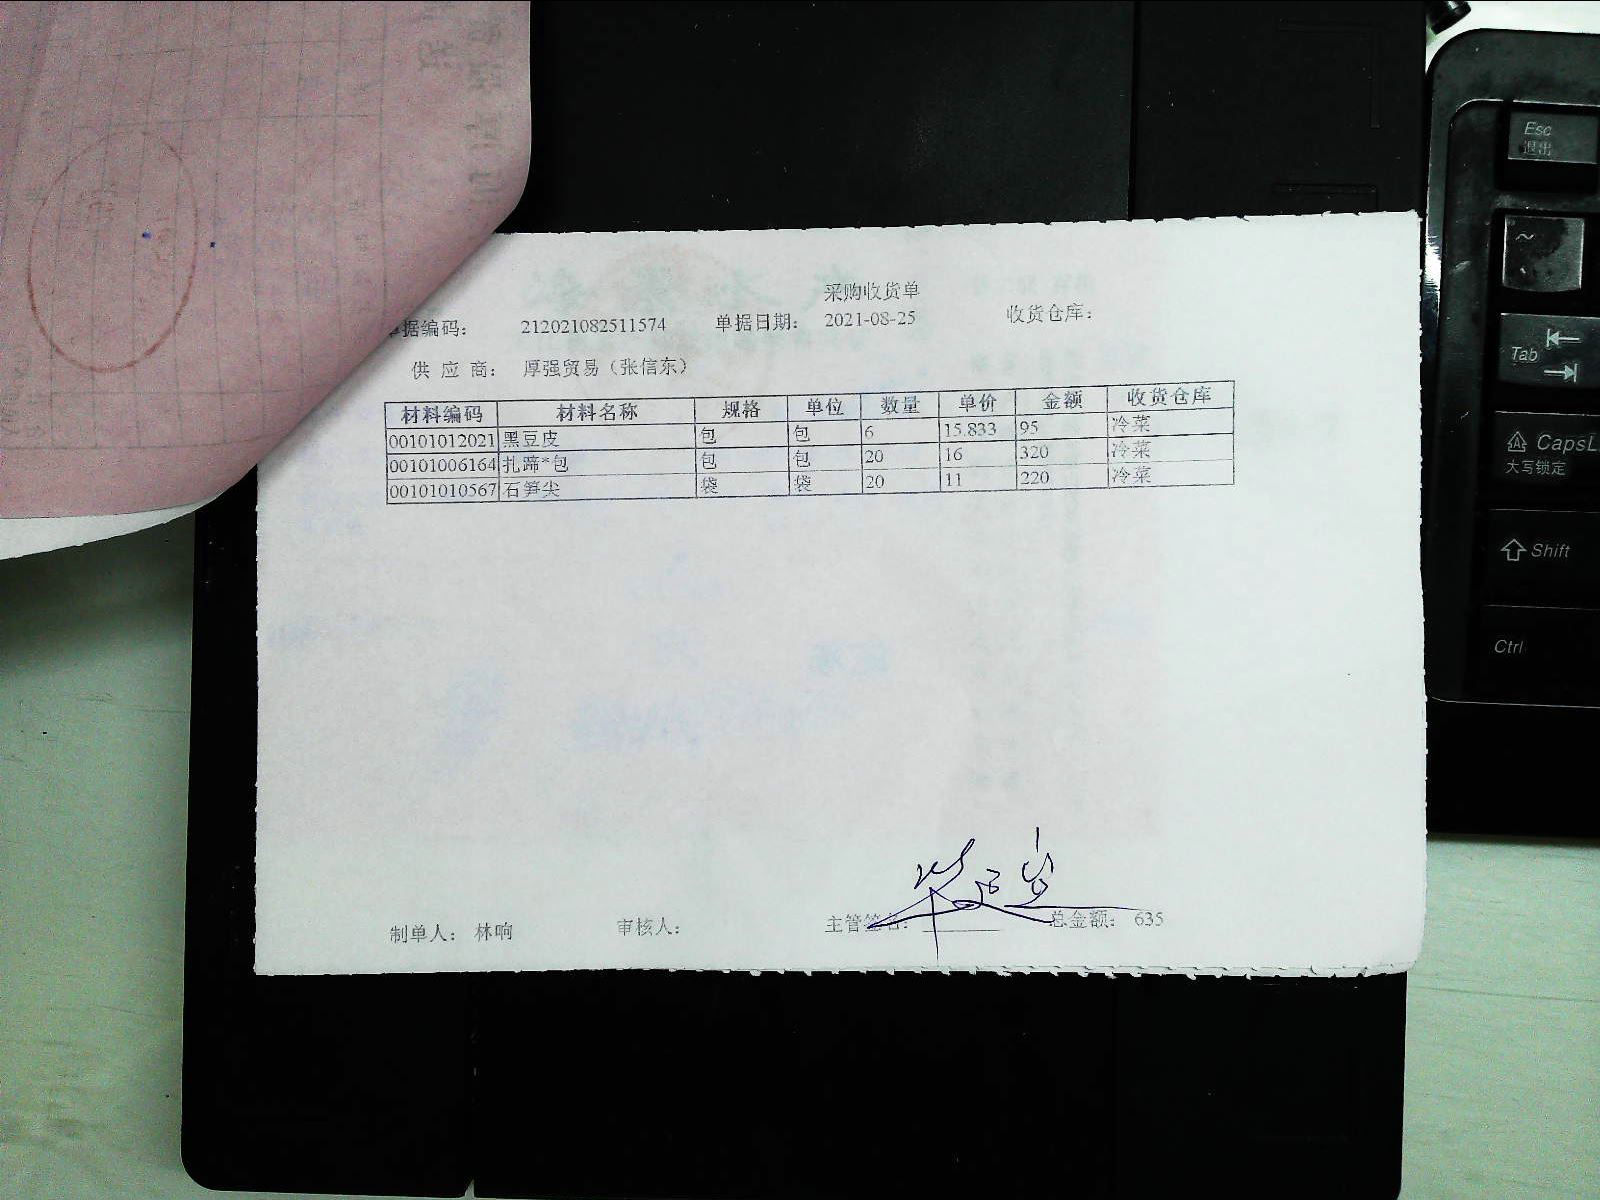 采购收货单
单据编码： 212021082511574 单据日期： 2021-08-25 收货仓库：
供 应 商： 厚强贸易（张信东）
材料编码 材料名称 规格 单位 数量 单价 金额 收货仓库
00101012021 黑豆皮 包 包 6 15.833 95 冷菜
00101006164 扎蹄*包 包 包 20 16 320 冷菜
00101010567 石笋尖 袋 袋 20 11 220 冷菜
制单人： 林响 审核人： 主管签名： 总金额： 635
Esc
退出
~
Tab
CapsL
大写锁定
Shift
Ctrl